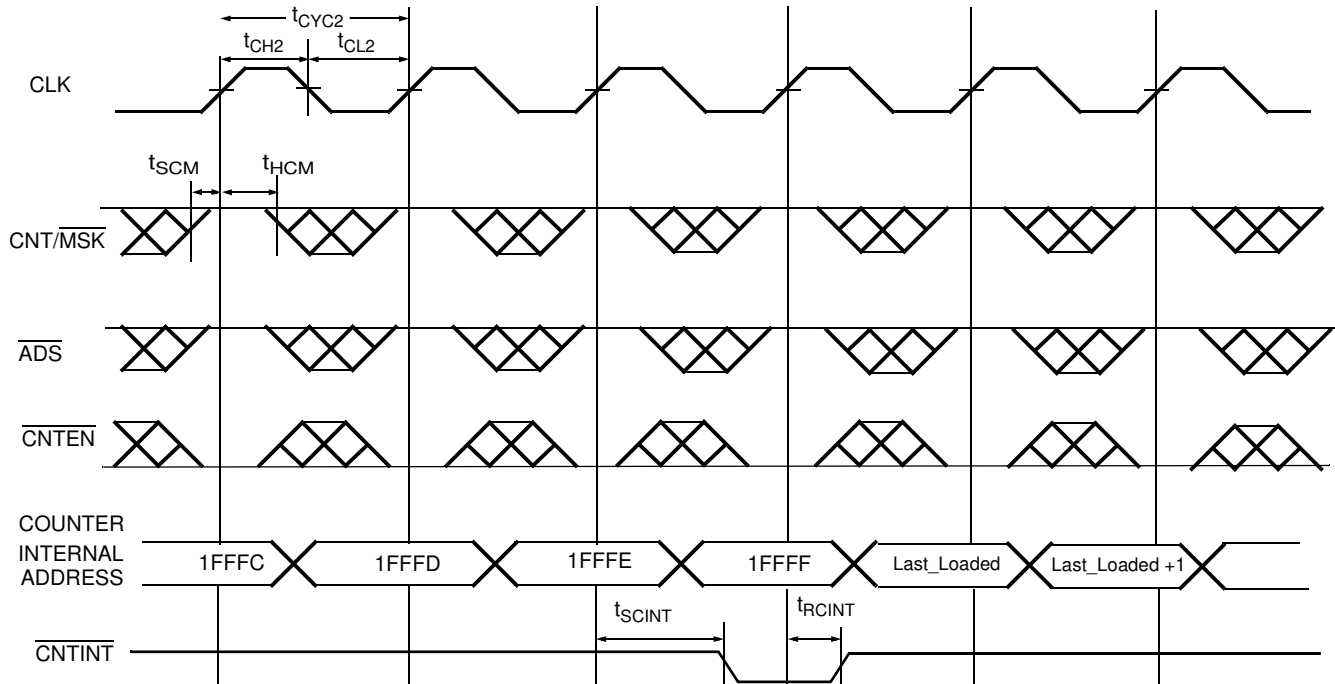 tCYC2
tCH2
tCL2
CLK
tSCM
tHCM
CNT/MSK
ADS
CNTEN
COUNTER
INTERNAL
ADDRESS
1FFFC
1FFFD
1FFFE
1FFFF
Last_Loaded
Last_Loaded +1
tSCINT
tRCINT
CNTINT